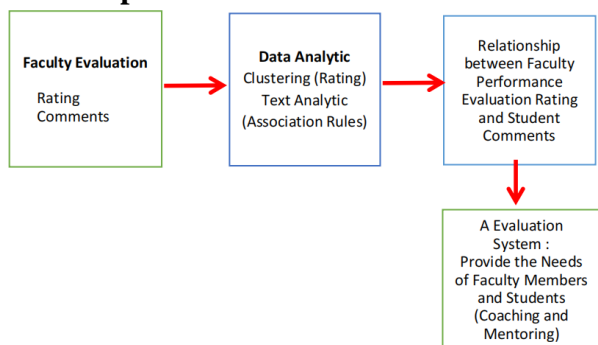 Faculty Evaluation
Rating
Comments
Data Analytic
Clustering (Rating)
Text Analytic
(Association Rules)
Relationship
between Faculty
Performance
Evaluation Rating
and Student
Comments
A Evaluation
System :
Provide the Needs
of Faculty Members
and Students
(Coaching and
Mentoring)